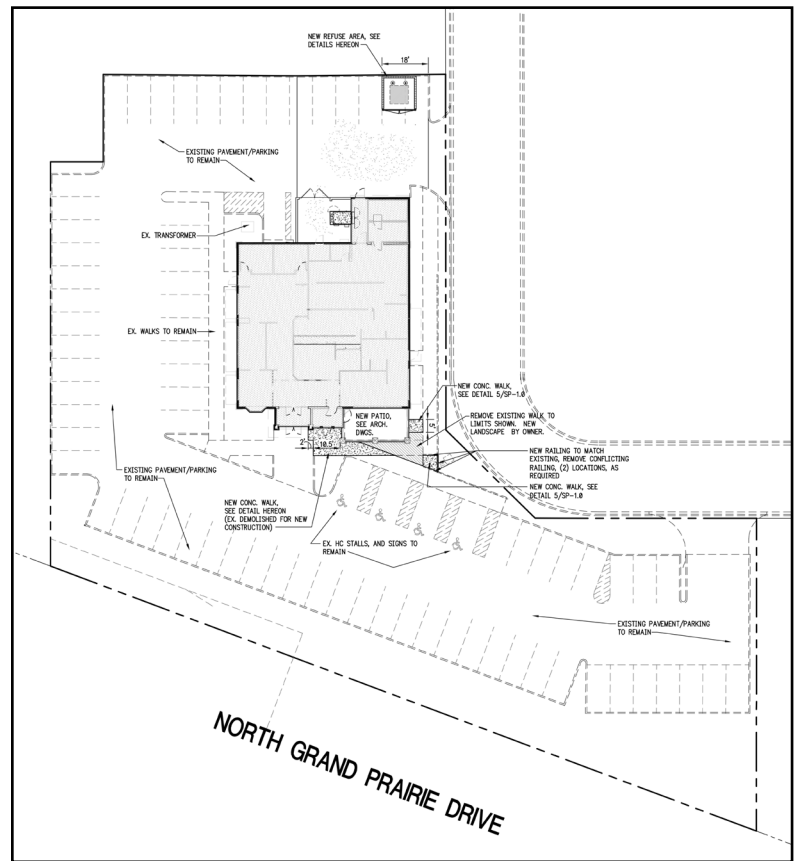 NEW REFUSE AREA, SEE
DETAILS HEREON
18'
EXISTING PAVEMENT/PARKING
TO REMAIN
EX. TRANSFORMER
EX. WALKS TO REMAIN
NEW CONC. WALK,
SEE DETAIL 5/SP-1.0
NEW PATIO,
SEE ARCH.
DWGS.
5'
REMOVE EXISTING WALK TO
LIMITS SHOWN. NEW
LANDSCAPE BY OWNER.
2'
10.5'
NEW RAILING TO MATCH
EXISTING, REMOVE CONFLICTING
RAILING, (2) LOCATIONS, AS
REQUIRED
EXISTING PAVEMENT/PARKING
TO REMAIN
NEW CONC. WALK, SEE
DETAIL 5/SP-1.0
NEW CONC. WALK,
SEE DETAIL HEREON
(EX. DEMOLISHED FOR NEW
CONSTRUCTION)
EX. HC STALLS, AND SIGNS TO
REMAIN
EXISTING PAVEMENT/PARKING
TO REMAIN
NORTH GRAND PRAIRIE DRIVE